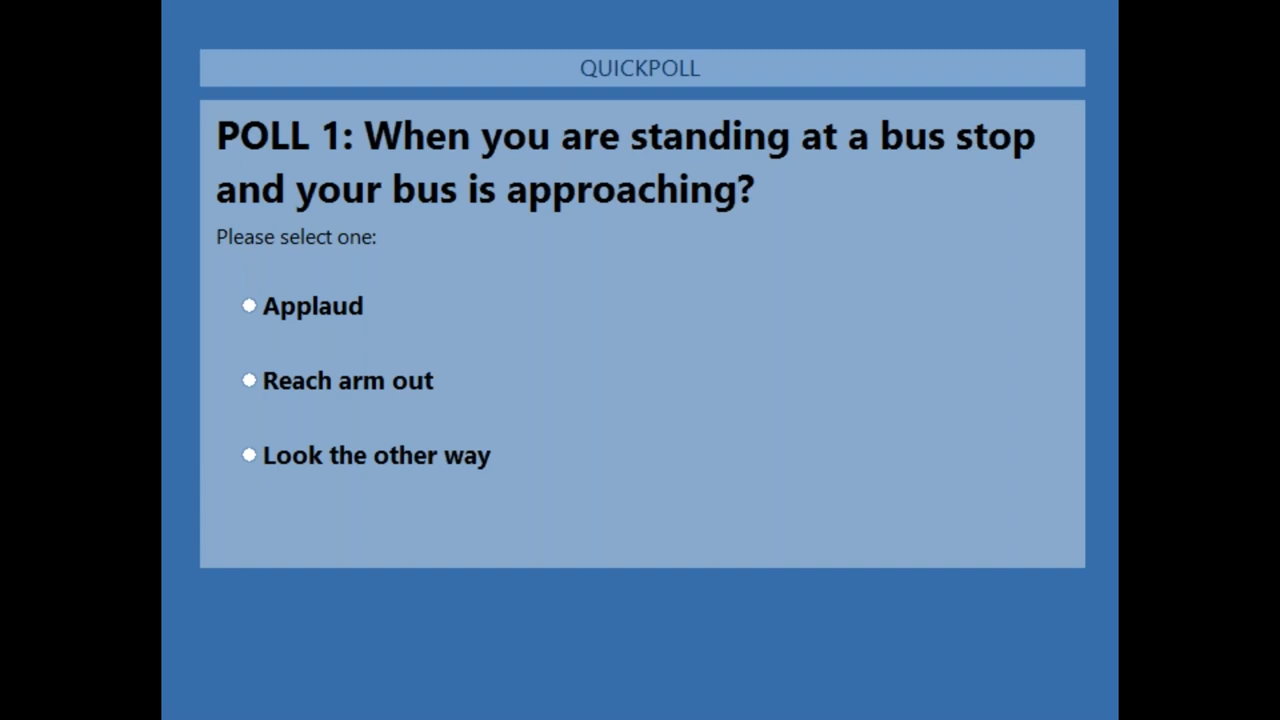 QUICKPOLL
POLL 1: When you are standing at a bus stop
and your bus is approaching?
Please select one:
Applaud
Reach arm out
Look the other way